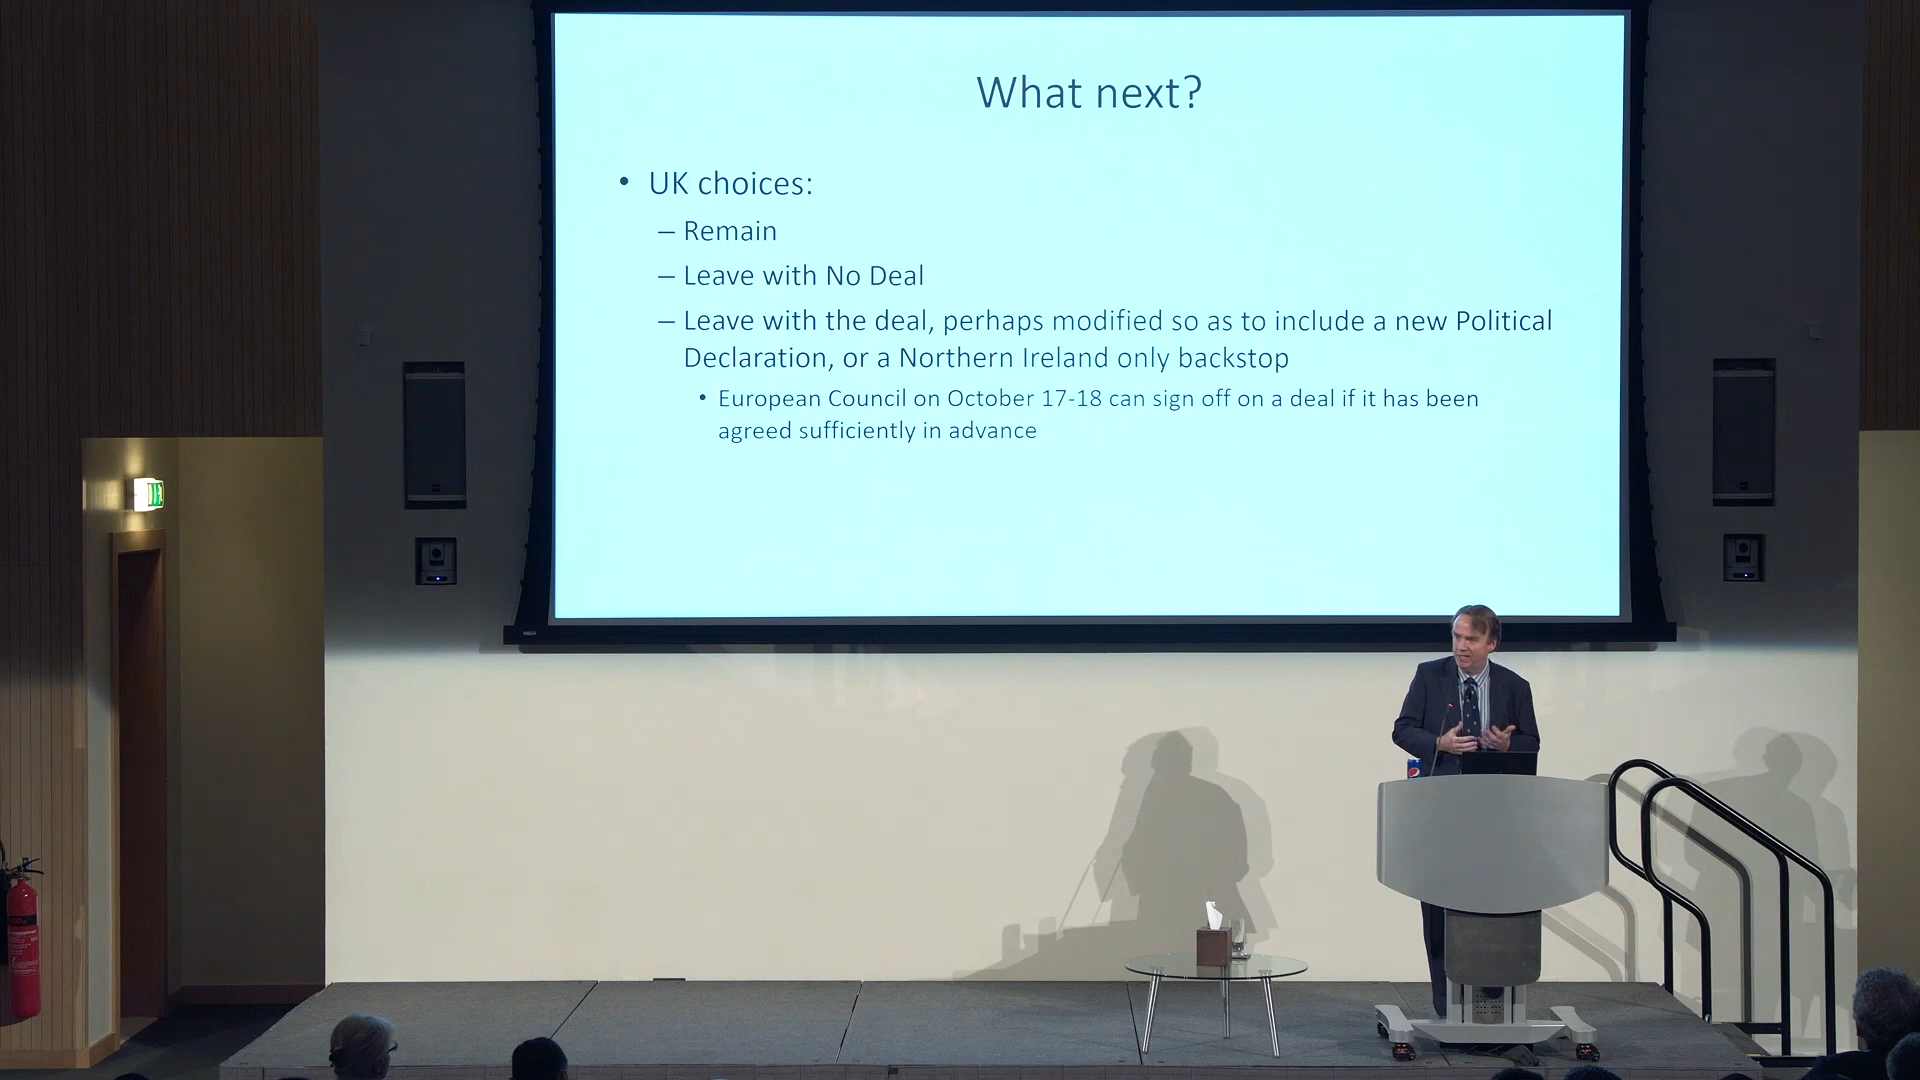 What next?
• UK choices:
– Remain
– Leave with No Deal
– Leave with the deal, perhaps modified so as to include a new Political
Declaration, or a Northern Ireland only backstop
• European Council on October 17-18 can sign off on a deal if it has been
agreed sufficiently in advance